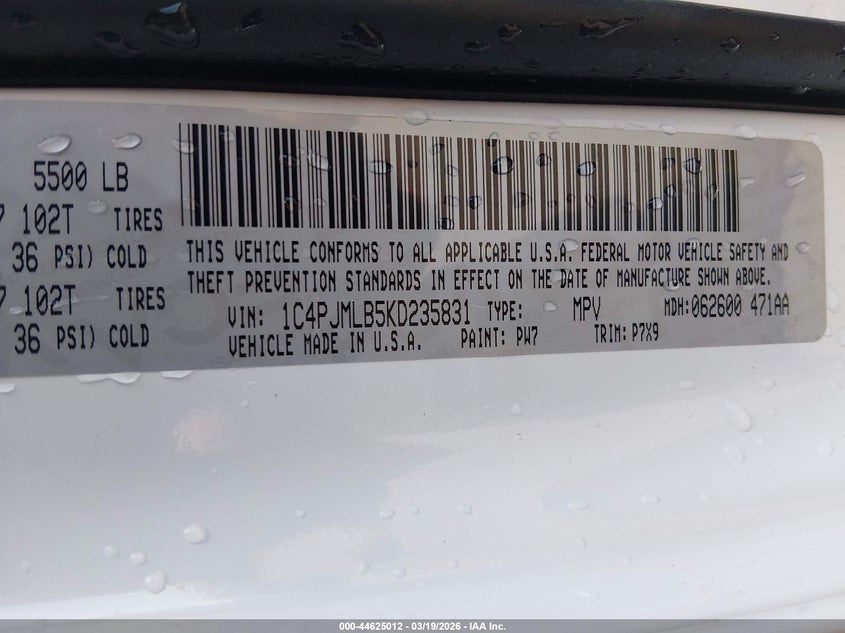 5500 LB
7 102T TIRES
36 PSI) COLD
7 102T TIRES
36 PSI) COLD
THIS VEHICLE CONFORMS TO ALL APPLICABLE U.S.A. FEDERAL MOTOR VEHICLE SAFETY AND
THEFT PREVENTION STANDARDS IN EFFECT ON THE DATE OF MANUFACTURE SHOWN ABOVE.
VIN: 1C4PJMLB5KD235831 TYPE: MPV MDH:062600 471AA
VEHICLE MADE IN U.S.A. PAINT: PW7 TRIM: P7X9
000-44625012 - 03/19/2026 - IAA Inc.